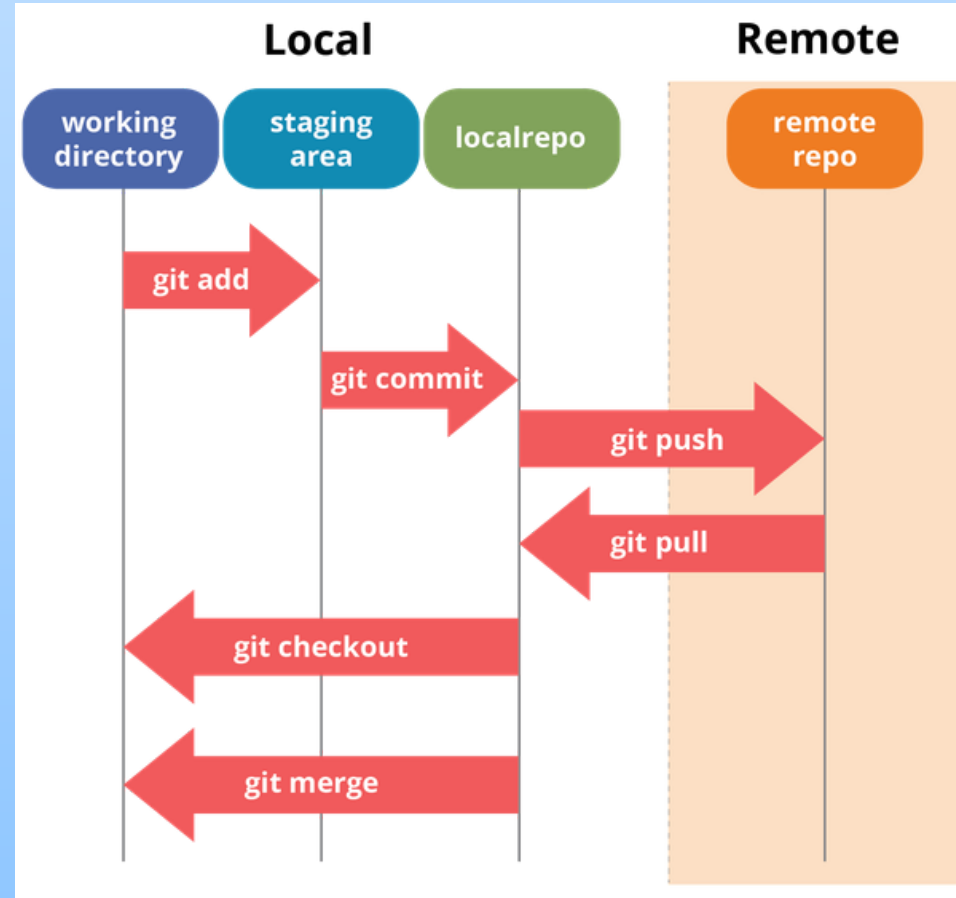 Local
Remote
working
directory
staging
area
localrepo
remote
repo
git add
git commit
git push
git pull
git checkout
git merge